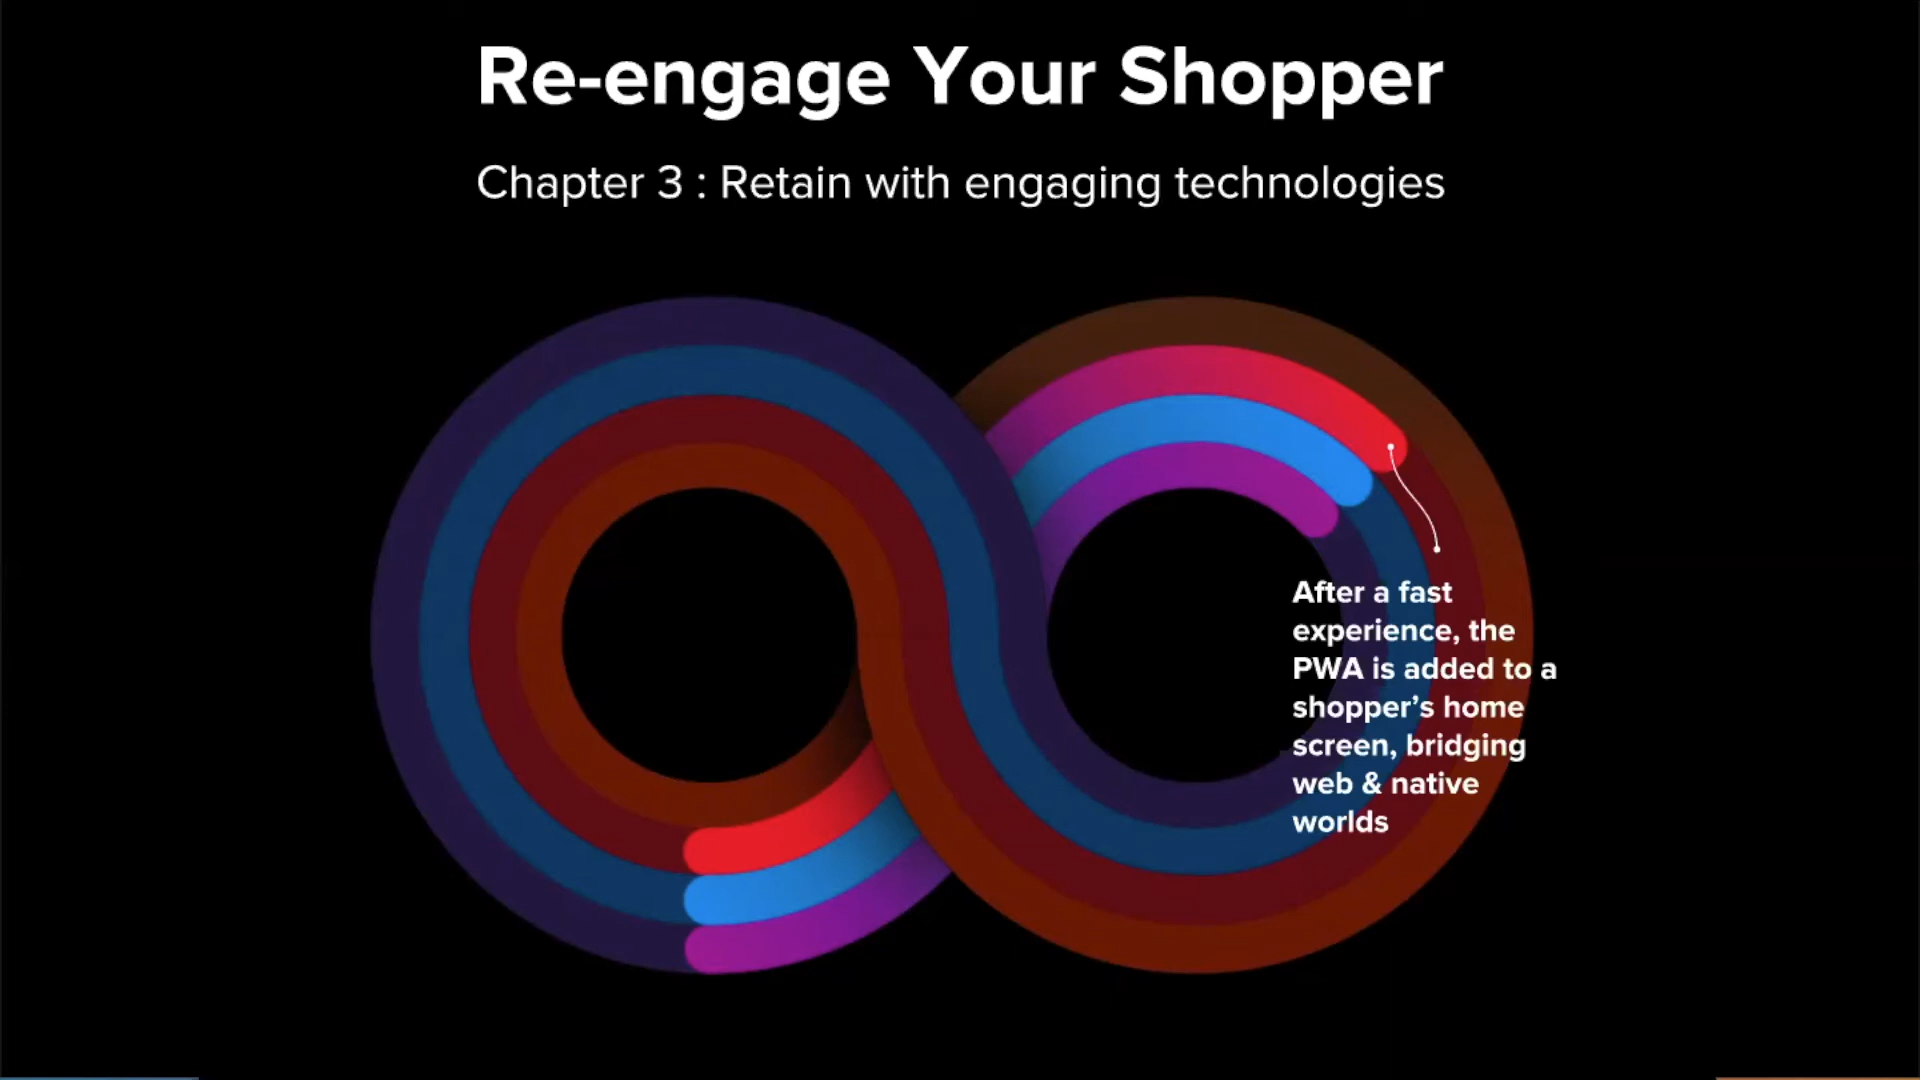 Re-engage Your Shopper
Chapter 3 : Retain with engaging technologies
After a fast
experience, the
PWA is added to a
shopper’s home
screen, bridging
web & native
worlds